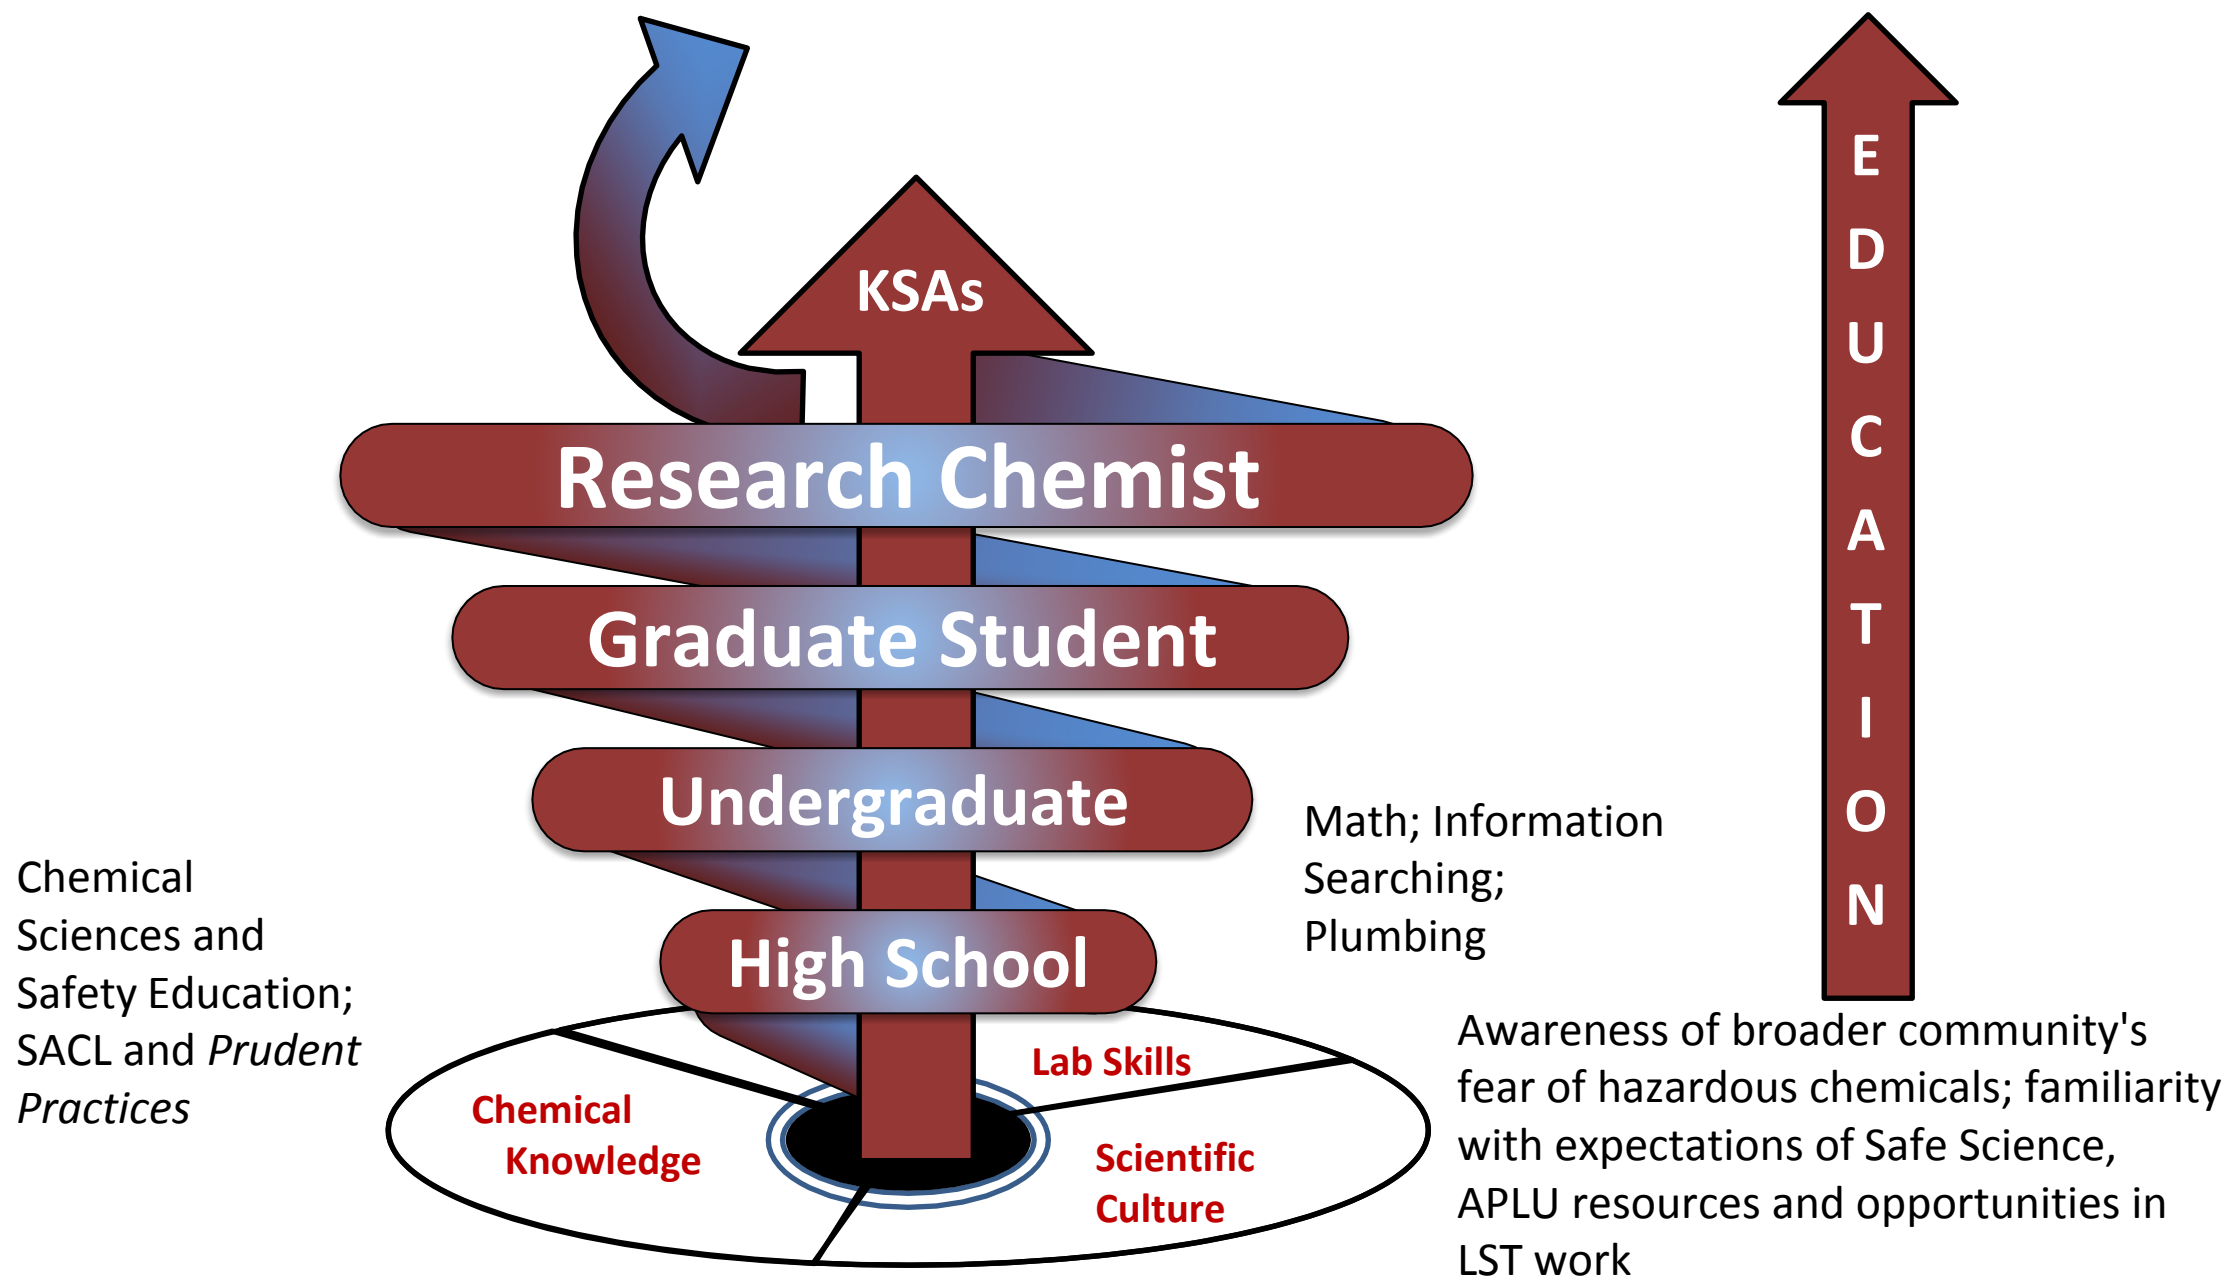 KSAs
Research Chemist
Graduate Student
Undergraduate
High School
Chemical
Sciences and
Safety Education;
SACL and Prudent
Practices
Chemical
Knowledge
Lab Skills
Scientific
Culture
Math; Information
Searching;
Plumbing
E
D
U
C
A
T
I
O
N
Awareness of broader community's
fear of hazardous chemicals; familiarity
with expectations of Safe Science,
APLU resources and opportunities in
LST work